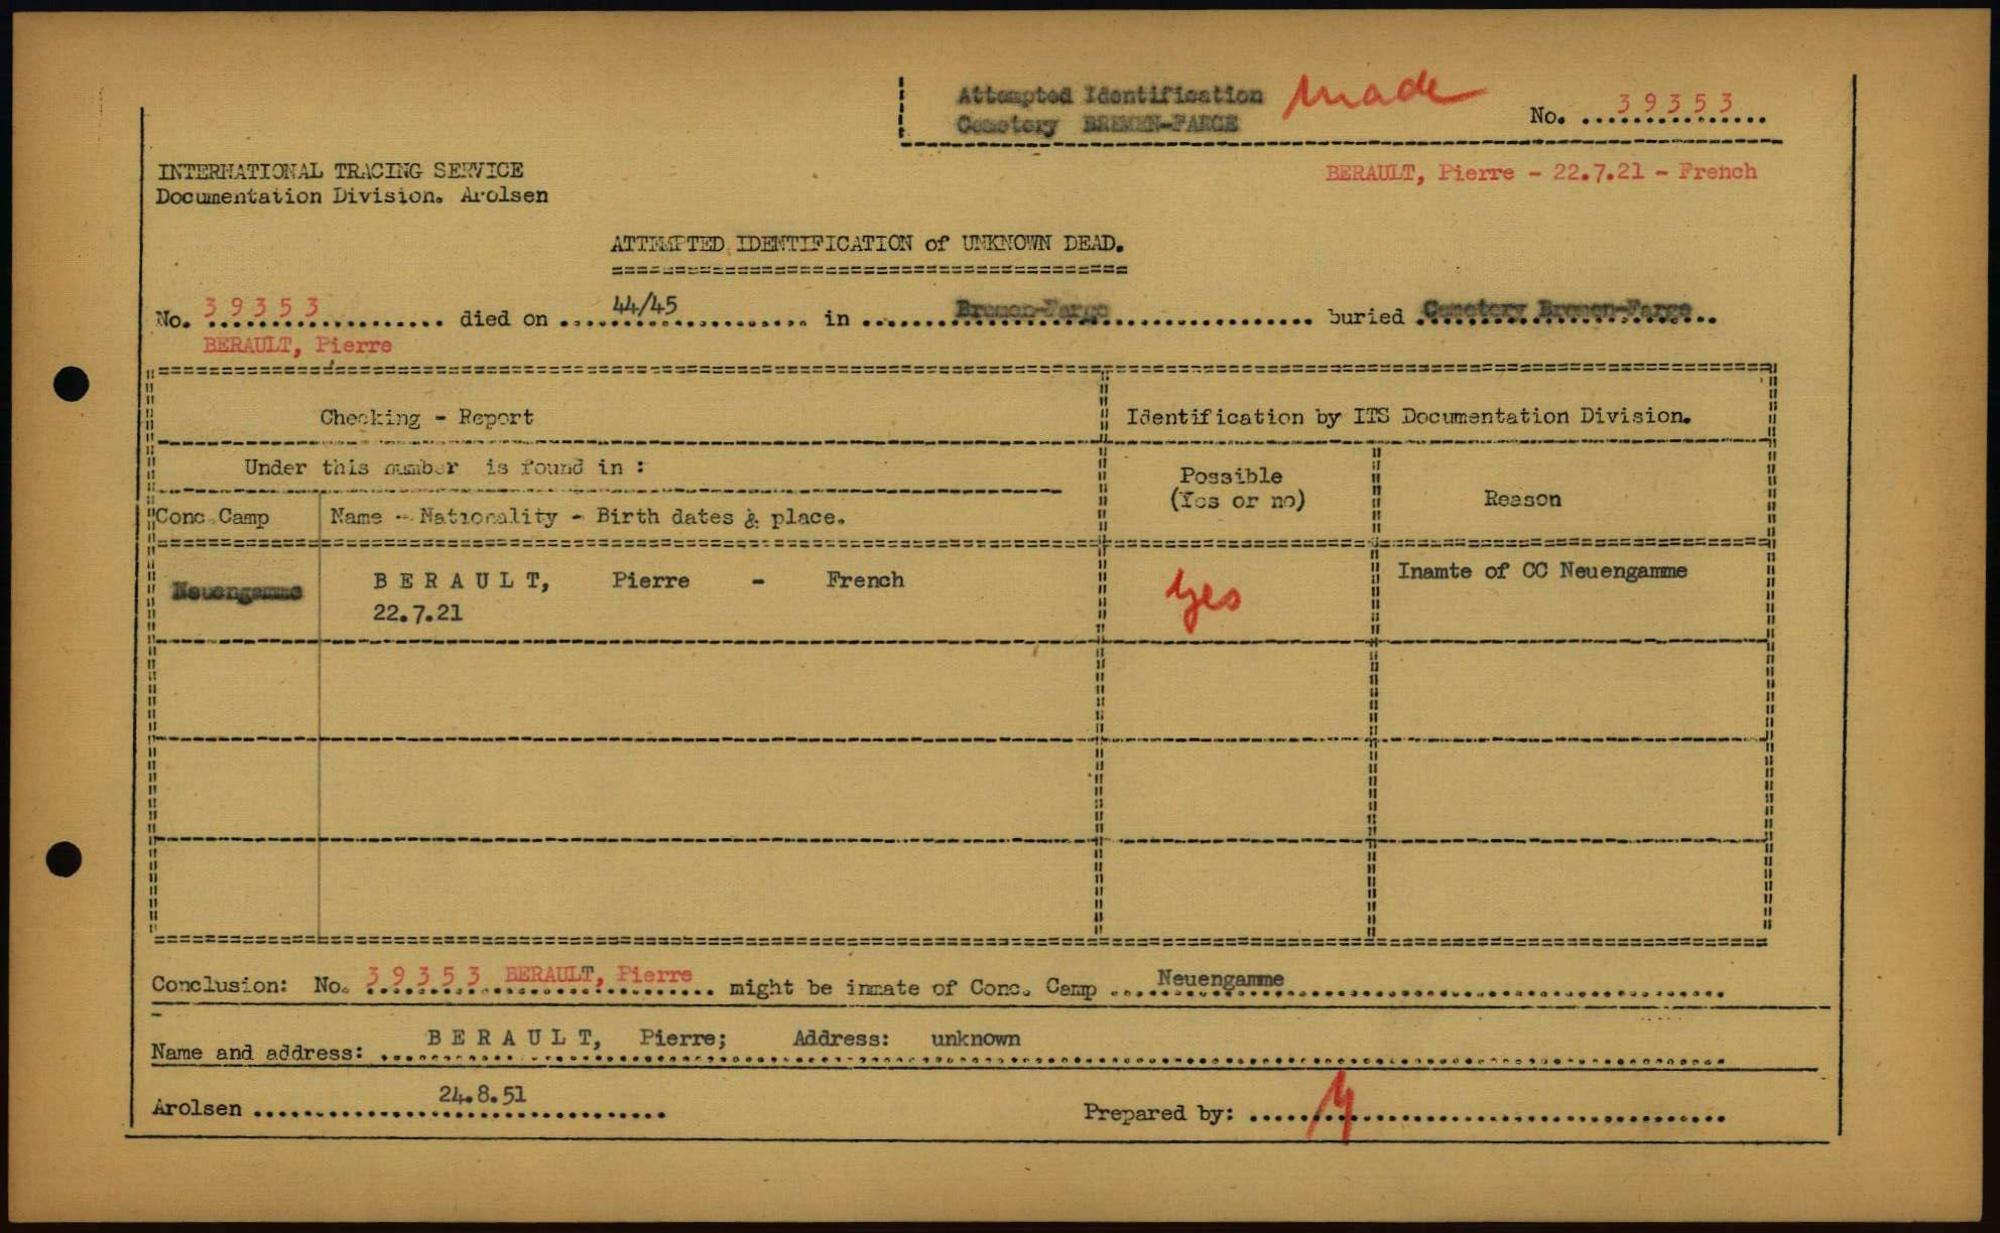 Attempted Identification made
Cemetery BREMEN-FARGE
No. 39353
INTERNATIONAL TRACING SERVICE
Documentation Division. Arolsen
BERAULT, Pierre - 22.7.21 - French
ATTEMPTED IDENTIFICATION of UNKNOWN DEAD.
No. 39353 died on 44/45 in Bremen-Farge buried Cemetery Bremen-Farge
BERAULT, Pierre
Checking - Report
Identification by ITS Documentation Division.
Under this number is found in :
Possible
(Yes or no)
Reason
Conc.Camp
Name - Nationality - Birth dates & place.
Neuengamme
B E R A U L T, Pierre - French
22.7.21
Yes
Inamte of CC Neuengamme
Conclusion: No. 39353 BERAULT, Pierre might be inmate of Conc. Camp Neuengamme
Name and address: B E R A U L T, Pierre; Address: unknown
Arolsen 24.8.51
Prepared by: